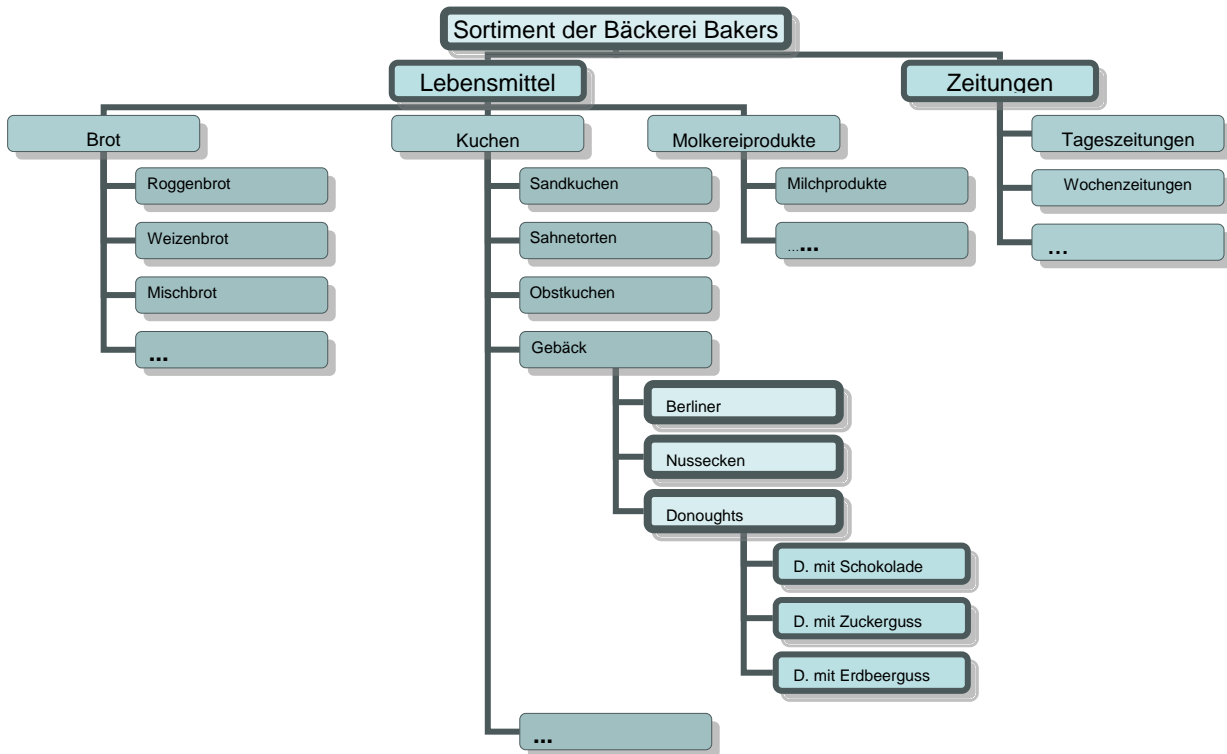 Sortiment der Bäckerei Bakers
Lebensmittel
Zeitungen
Brot
Kuchen
Molkereiprodukte
Tageszeitungen
Roggenbrot
Sandkuchen
Milchprodukte
Wochenzeitungen
Weizenbrot
Sahnetorten
......
...
Mischbrot
Obstkuchen
...
Gebäck
Berliner
Nussecken
Donoughts
D. mit Schokolade
D. mit Zuckerguss
D. mit Erdbeerguss
...